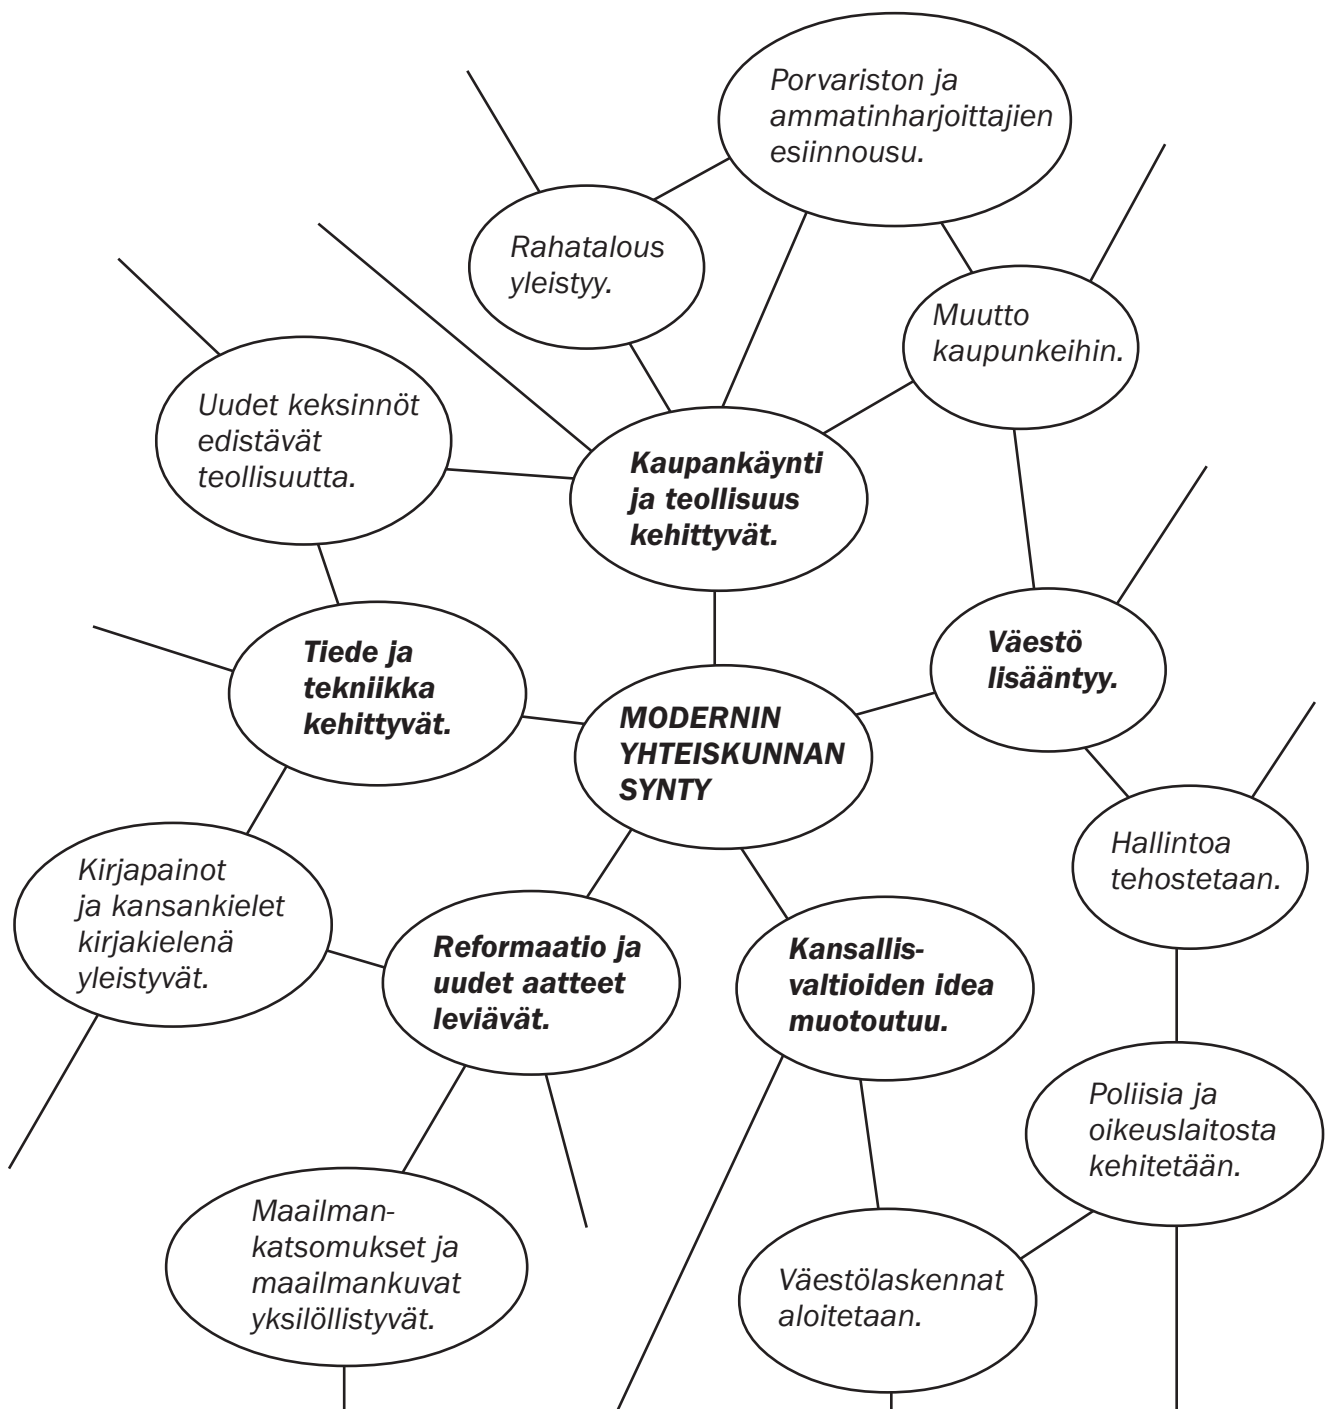 Porvariston ja
ammatinharjoittajien
esiinnousu.
Rahatalous
yleistyy.
Muutto
kaupunkeihin.
Uudet keksinnöt
edistävät
teollisuutta.
Kaupankäynti
ja teollisuus
kehittyvät.
Tiede ja
tekniikka
kehittyvät.
Väestö
lisääntyy.
MODERNIN
YHTEISKUNNAN
SYNTY
Hallintoa
tehostetaan.
Kirjapainot
ja kansankielet
kirjakielenä
yleistyvät.
Reformaatio ja
uudet aatteet
leviävät.
Kansallis-
valtioiden idea
muotoutuu.
Poliisia ja
oikeuslaitosta
kehitetään.
Maailman-
katsomukset ja
maailmankuvat
yksilöllistyvät.
Väestölaskennat
aloitetaan.